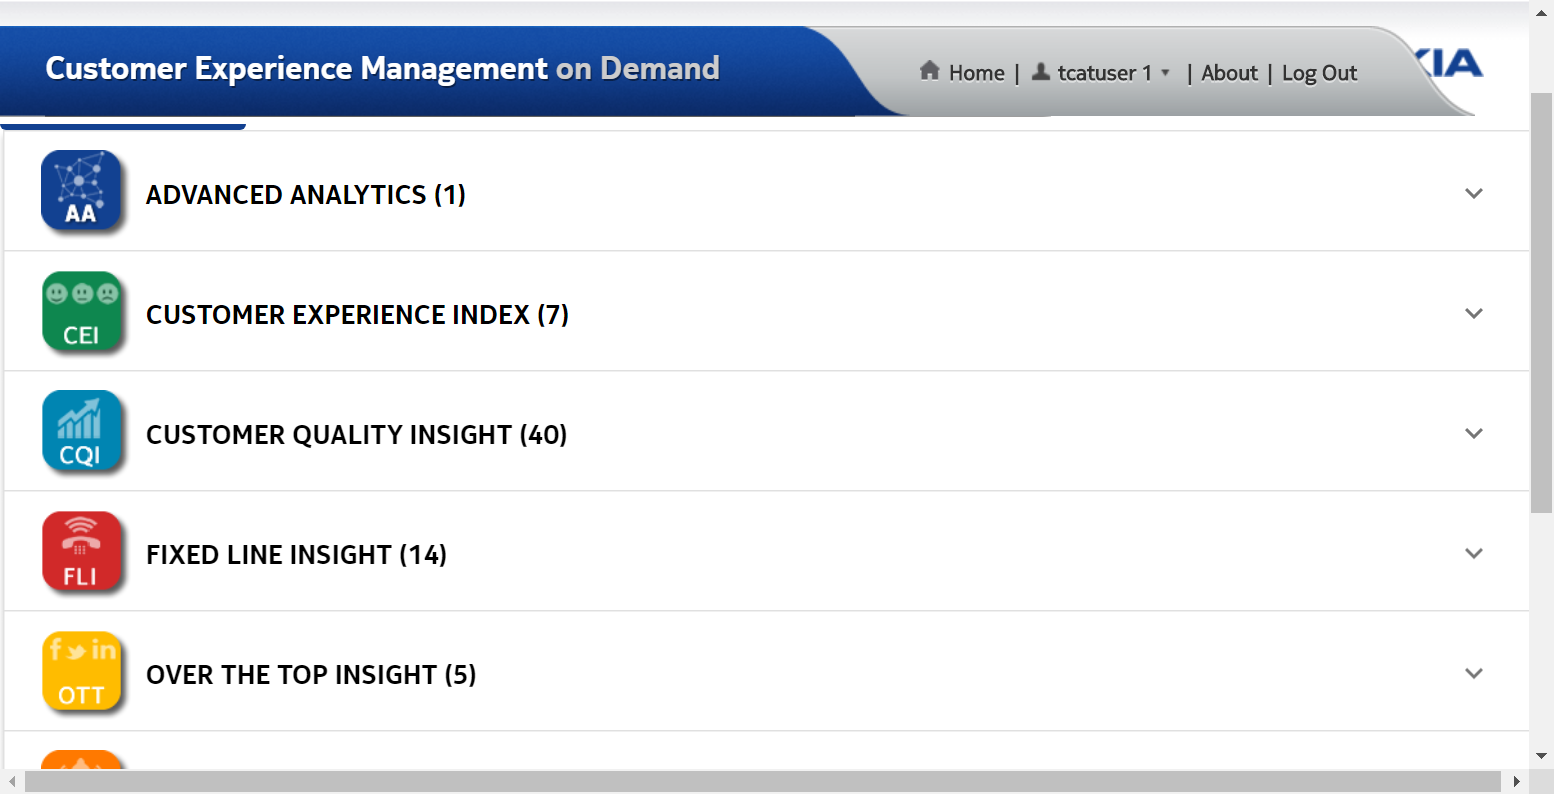 Customer Experience Management on Demand
Home | tcatuser 1 | About | Log Out
KIA
AA
ADVANCED ANALYTICS (1)
CEI
CUSTOMER EXPERIENCE INDEX (7)
CQI
CUSTOMER QUALITY INSIGHT (40)
FLI
FIXED LINE INSIGHT (14)
f in
OTT
OVER THE TOP INSIGHT (5)